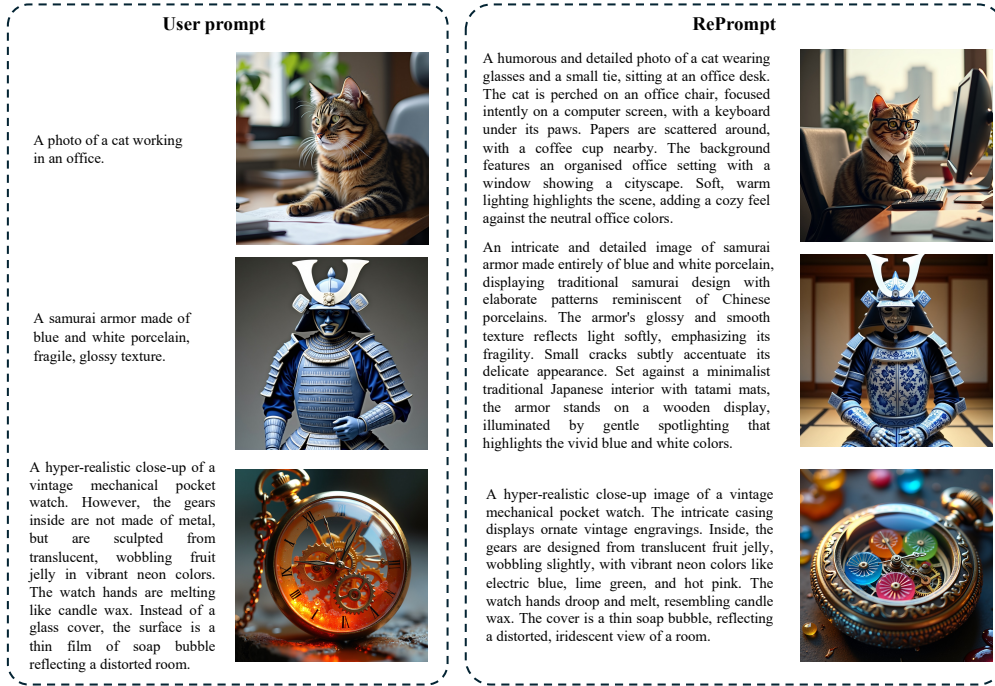 User prompt
A photo of a cat working
in an office.
A samurai armor made of
blue and white porcelain,
fragile, glossy texture.
A hyper-realistic close-up of a
vintage mechanical pocket
watch. However, the gears
inside are not made of metal,
but are sculpted from
translucent, wobbling fruit
jelly in vibrant neon colors.
The watch hands are melting
like candle wax. Instead of a
glass cover, the surface is a
thin film of soap bubble
reflecting a distorted room.
RePrompt
A humorous and detailed photo of a cat wearing
glasses and a small tie, sitting at an office desk.
The cat is perched on an office chair, focused
intently on a computer screen, with a keyboard
under its paws. Papers are scattered around,
with a coffee cup nearby. The background
features an organised office setting with a
window showing a cityscape. Soft, warm
lighting highlights the scene, adding a cozy feel
against the neutral office colors.
An intricate and detailed image of samurai
armor made entirely of blue and white porcelain,
displaying traditional samurai design with
elaborate patterns reminiscent of Chinese
porcelains. The armor's glossy and smooth
texture reflects light softly, emphasizing its
fragility. Small cracks subtly accentuate its
delicate appearance. Set against a minimalist
traditional Japanese interior with tatami mats,
the armor stands on a wooden display,
illuminated by gentle spotlighting that
highlights the vivid blue and white colors.
A hyper-realistic close-up image of a vintage
mechanical pocket watch. The intricate casing
displays ornate vintage engravings. Inside, the
gears are designed from translucent fruit jelly,
wobbling slightly, with vibrant neon colors like
electric blue, lime green, and hot pink. The
watch hands droop and melt, resembling candle
wax. The cover is a thin soap bubble, reflecting
a distorted, iridescent view of a room.